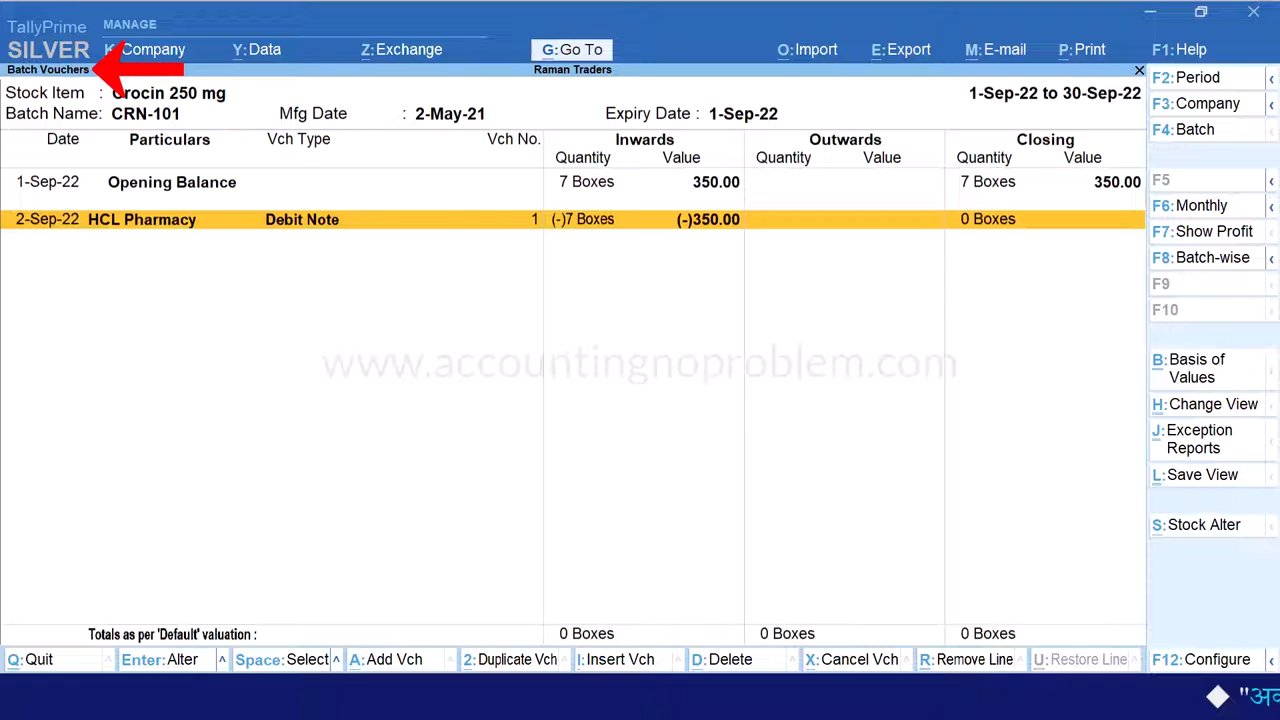 TallyPrime
MANAGE
SILVER
K:Company Y:Data Z:Exchange G:Go To O:Import E:Export M:E-mail P:Print F1:Help
Batch Vouchers Raman Traders
Stock Item : Crocin 250 mg 1-Sep-22 to 30-Sep-22
Batch Name: CRN-101 Mfg Date : 2-May-21 Expiry Date : 1-Sep-22
Date Particulars Vch Type Vch No. Inwards Outwards Closing
Quantity Value Quantity Value Quantity Value
1-Sep-22 Opening Balance 7 Boxes 350.00 7 Boxes 350.00
2-Sep-22 HCL Pharmacy Debit Note 1 (-)7 Boxes (-)350.00 0 Boxes
www.accountingnoproblem.com
Totals as per 'Default' valuation : 0 Boxes 0 Boxes 0 Boxes
F2:Period
F3:Company
F4:Batch
F5
F6:Monthly
F7:Show Profit
F8:Batch-wise
F9
F10
B:Basis of
Values
H:Change View
J:Exception
Reports
L:Save View
S:Stock Alter
Q:Quit Enter:Alter Space:Select A:Add Vch 2:Duplicate Vch I:Insert Vch D:Delete X:Cancel Vch R:Remove Line U:Restore Line F12:Configure